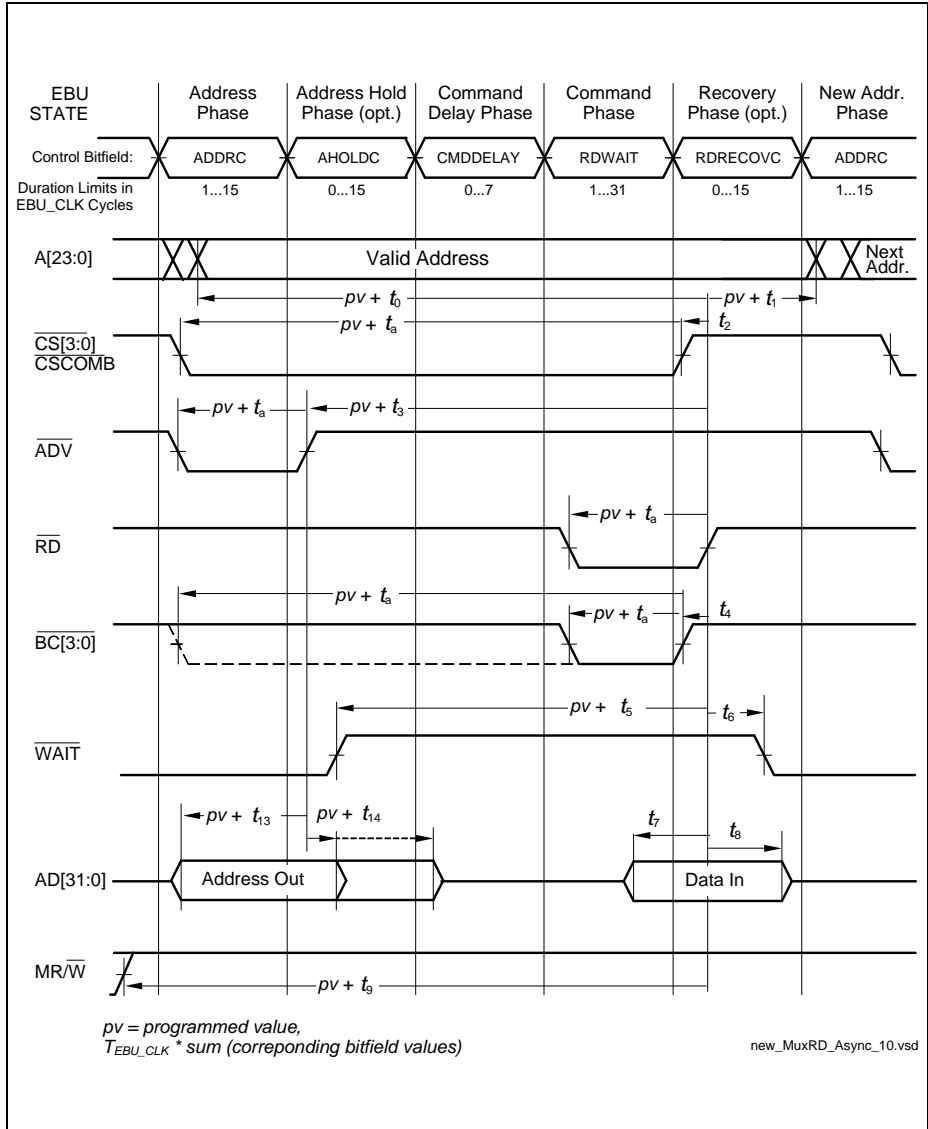 EBU STATE
Address Phase
Address Hold Phase (opt.)
Command Delay Phase
Command Phase
Recovery Phase (opt.)
New Addr. Phase
Control Bitfield:
ADDRC
AHOLDC
CMDDELAY
RDWAIT
RDRECOVC
ADDRC
Duration Limits in EBU_CLK Cycles
1...15
0...15
0...7
1...31
0...15
1...15
A[23:0]
Valid Address
Next Addr.
pv + t0
pv + t1
pv + ta
t2
CS[3:0]
CSCOMB
pv + ta
pv + t3
ADV
pv + ta
RD
pv + ta
pv + ta
t4
BC[3:0]
pv + t5
t6
WAIT
pv + t13
pv + t14
t7
t8
AD[31:0]
Address Out
Data In
MR/W
pv + t9
pv = programmed value,
TEBU_CLK * sum (correponding bitfield values)
new_MuxRD_Async_10.vsd